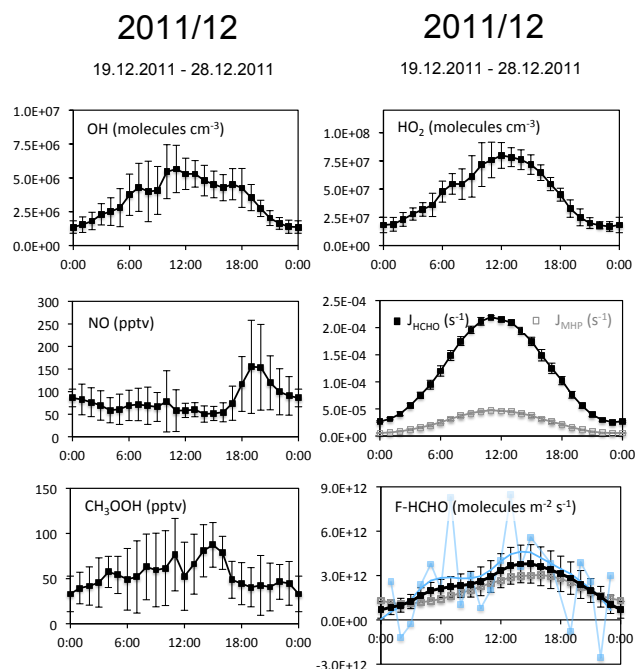 2011/12
2011/12
19.12.2011 - 28.12.2011
19.12.2011 - 28.12.2011
OH (molecules cm-3)
1.0E+07
7.5E+06
5.0E+06
2.5E+06
0.0E+00
0:00 6:00 12:00 18:00 0:00
HO2 (molecules cm-3)
1.0E+08
7.5E+07
5.0E+07
2.5E+07
0.0E+00
0:00 6:00 12:00 18:00 0:00
NO (pptv)
300
250
200
150
100
50
0
0:00 6:00 12:00 18:00 0:00
2.5E-04
JHCHO (s-1) JMHP (s-1)
2.0E-04
1.5E-04
1.0E-04
5.0E-05
0.0E+00
0:00 6:00 12:00 18:00 0:00
CH3OOH (pptv)
150
100
50
0
0:00 6:00 12:00 18:00 0:00
9.0E+12
F-HCHO (molecules m-2 s-1)
6.0E+12
3.0E+12
0.0E+00
0:00 6:00 12:00 18:00 0:00
-3.0E+12